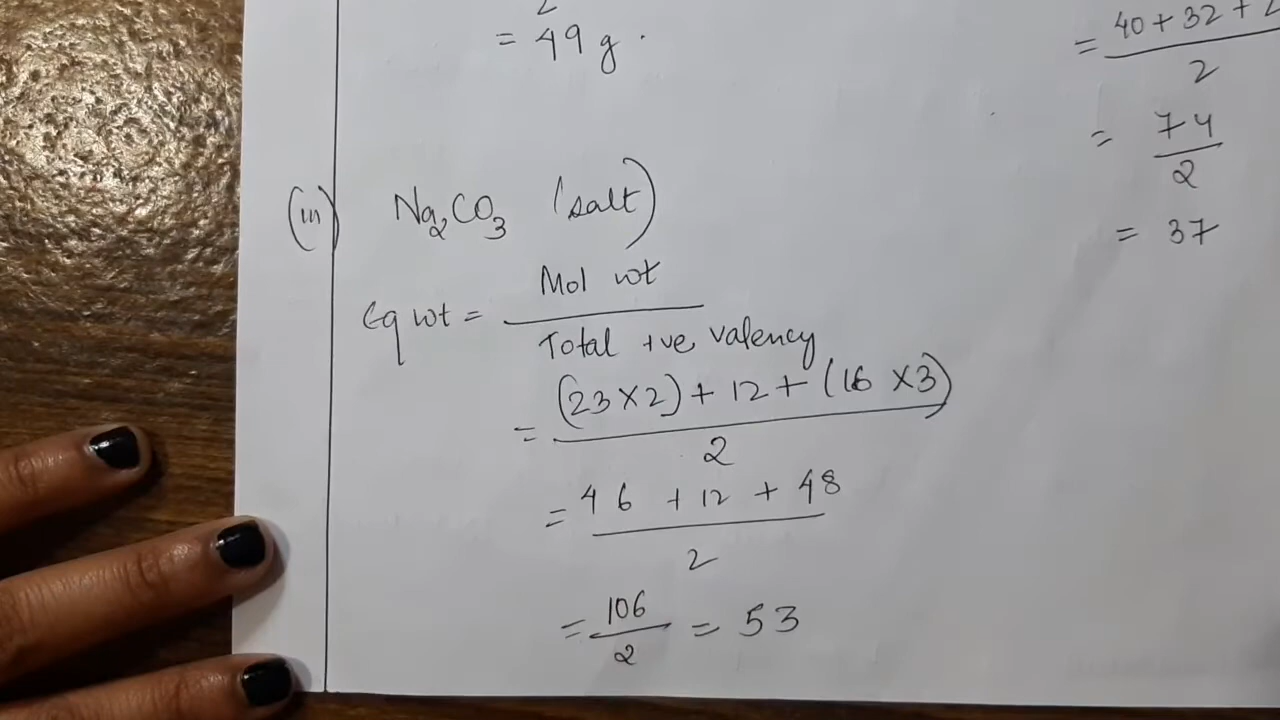 2
= 49 g.
(iii) Na2CO3 (salt)
Eq wt = Mol wt
Total +ve valency
= (23×2) + 12 + (16 ×3)
2
= 46 + 12 + 48
2
= 106
2
= 53
= 40 + 32 +
2
= 74
2
= 37